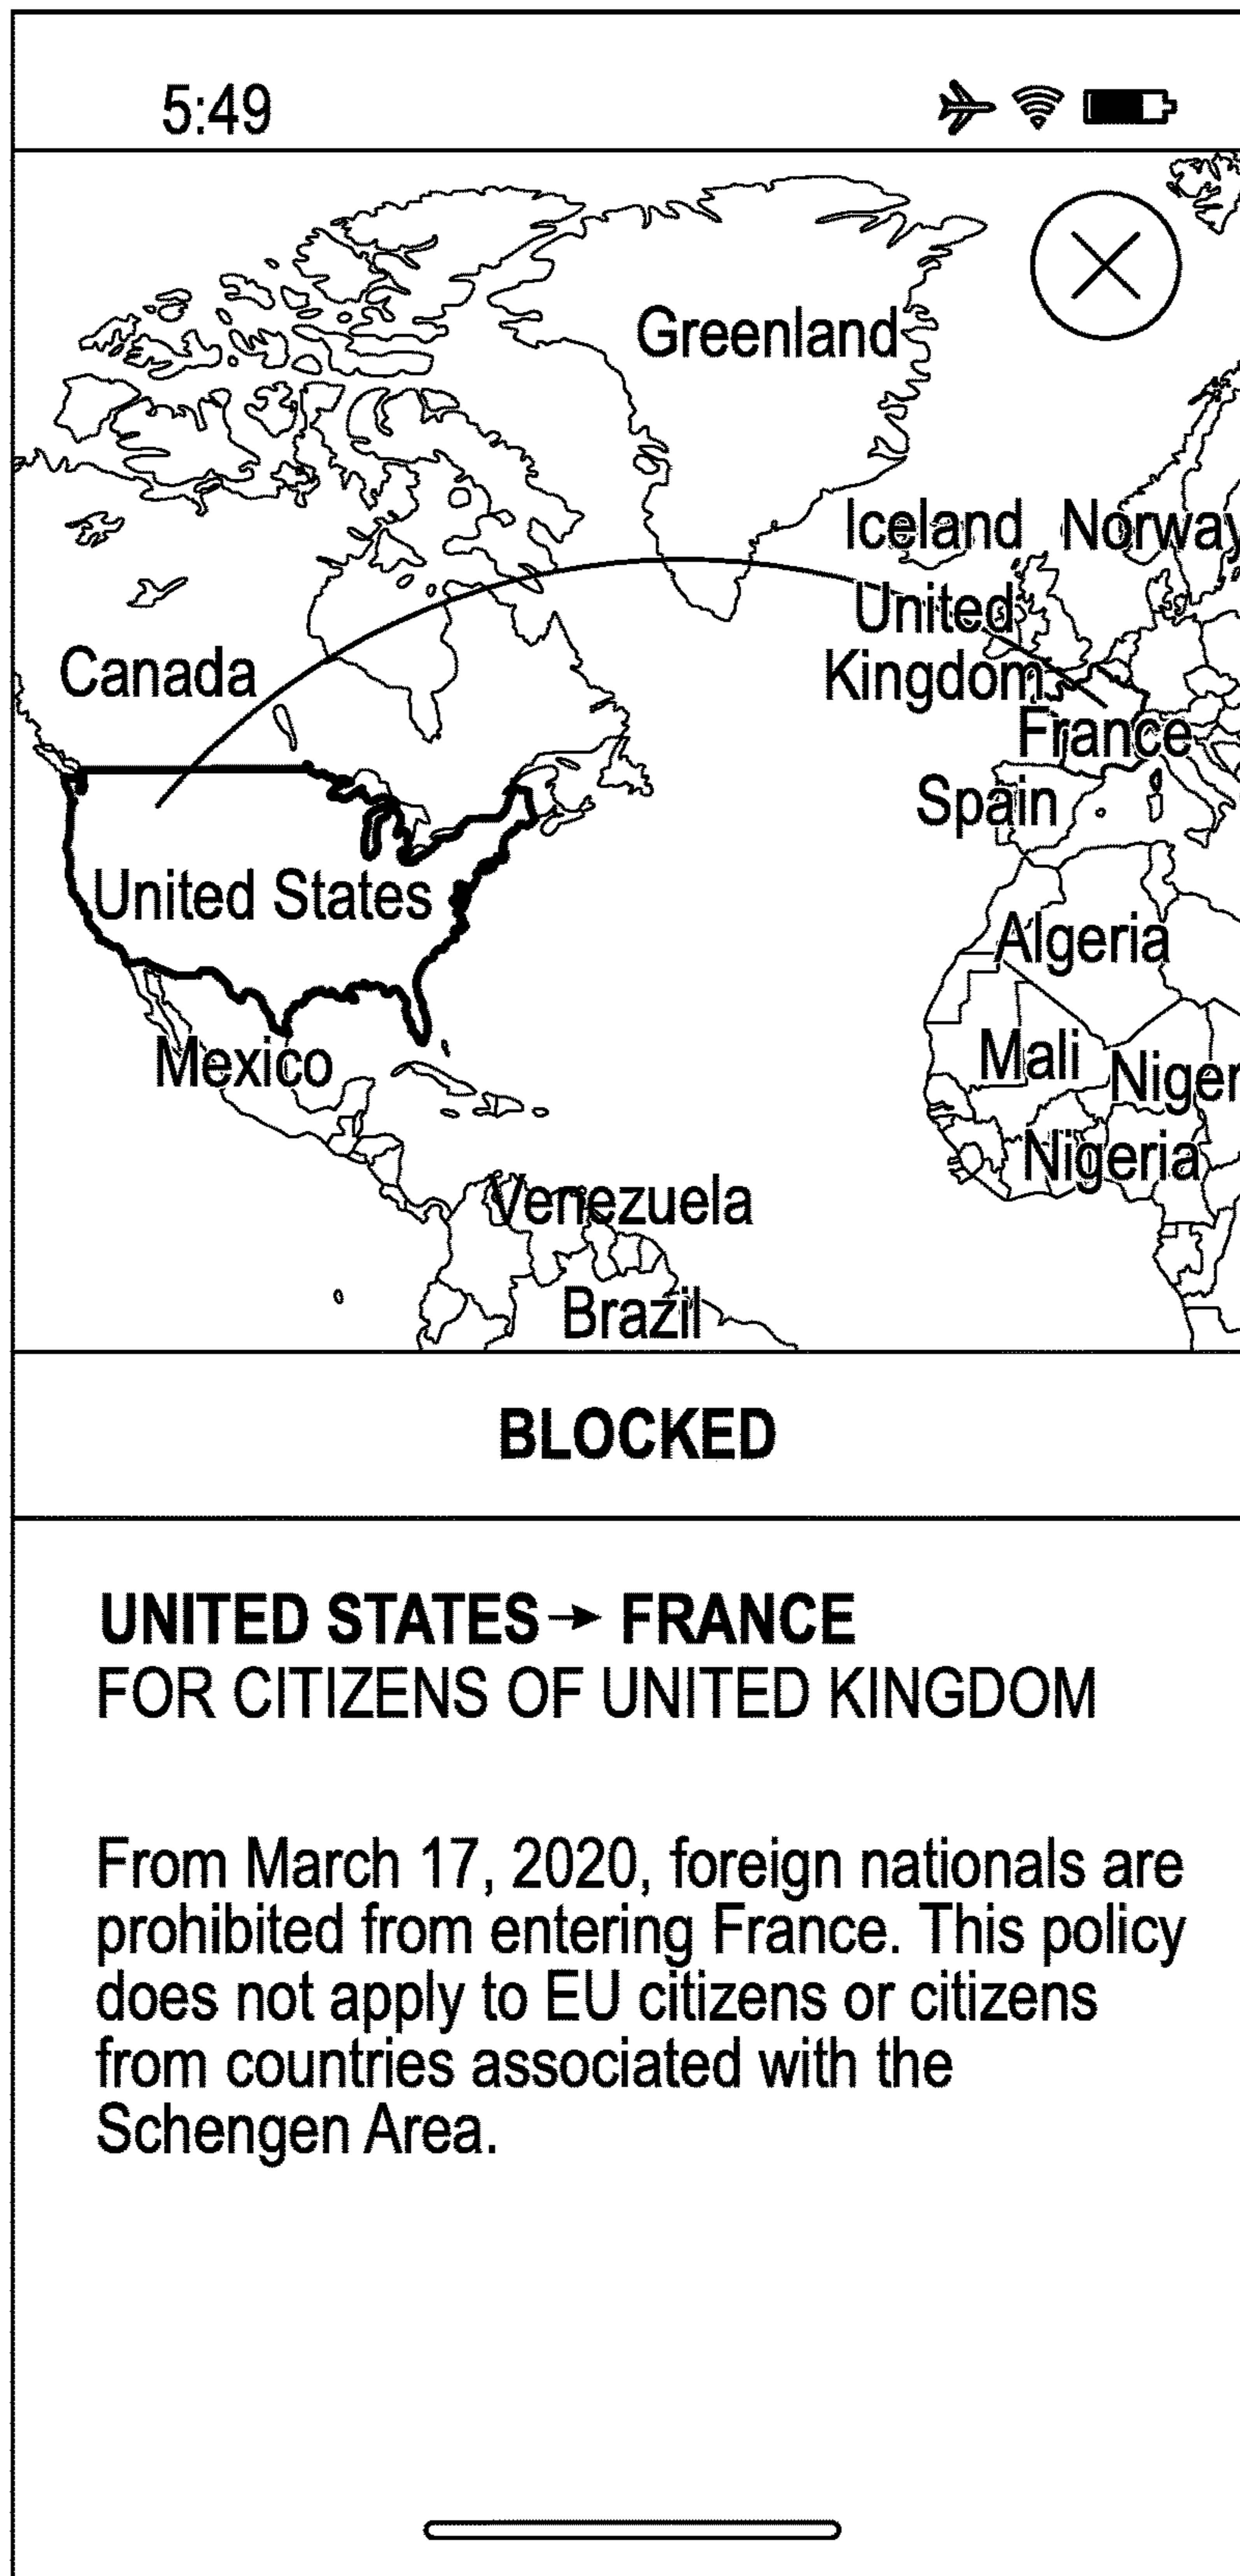 5:49
Greenland
Iceland Norway
United
Kingdom
Canada
France
Spain
United States
Algeria
Mexico
Mali
Niger
Nigeria
Venezuela
Brazil
BLOCKED
UNITED STATES → FRANCE
FOR CITIZENS OF UNITED KINGDOM
From March 17, 2020, foreign nationals are
prohibited from entering France. This policy
does not apply to EU citizens or citizens
from countries associated with the
Schengen Area.